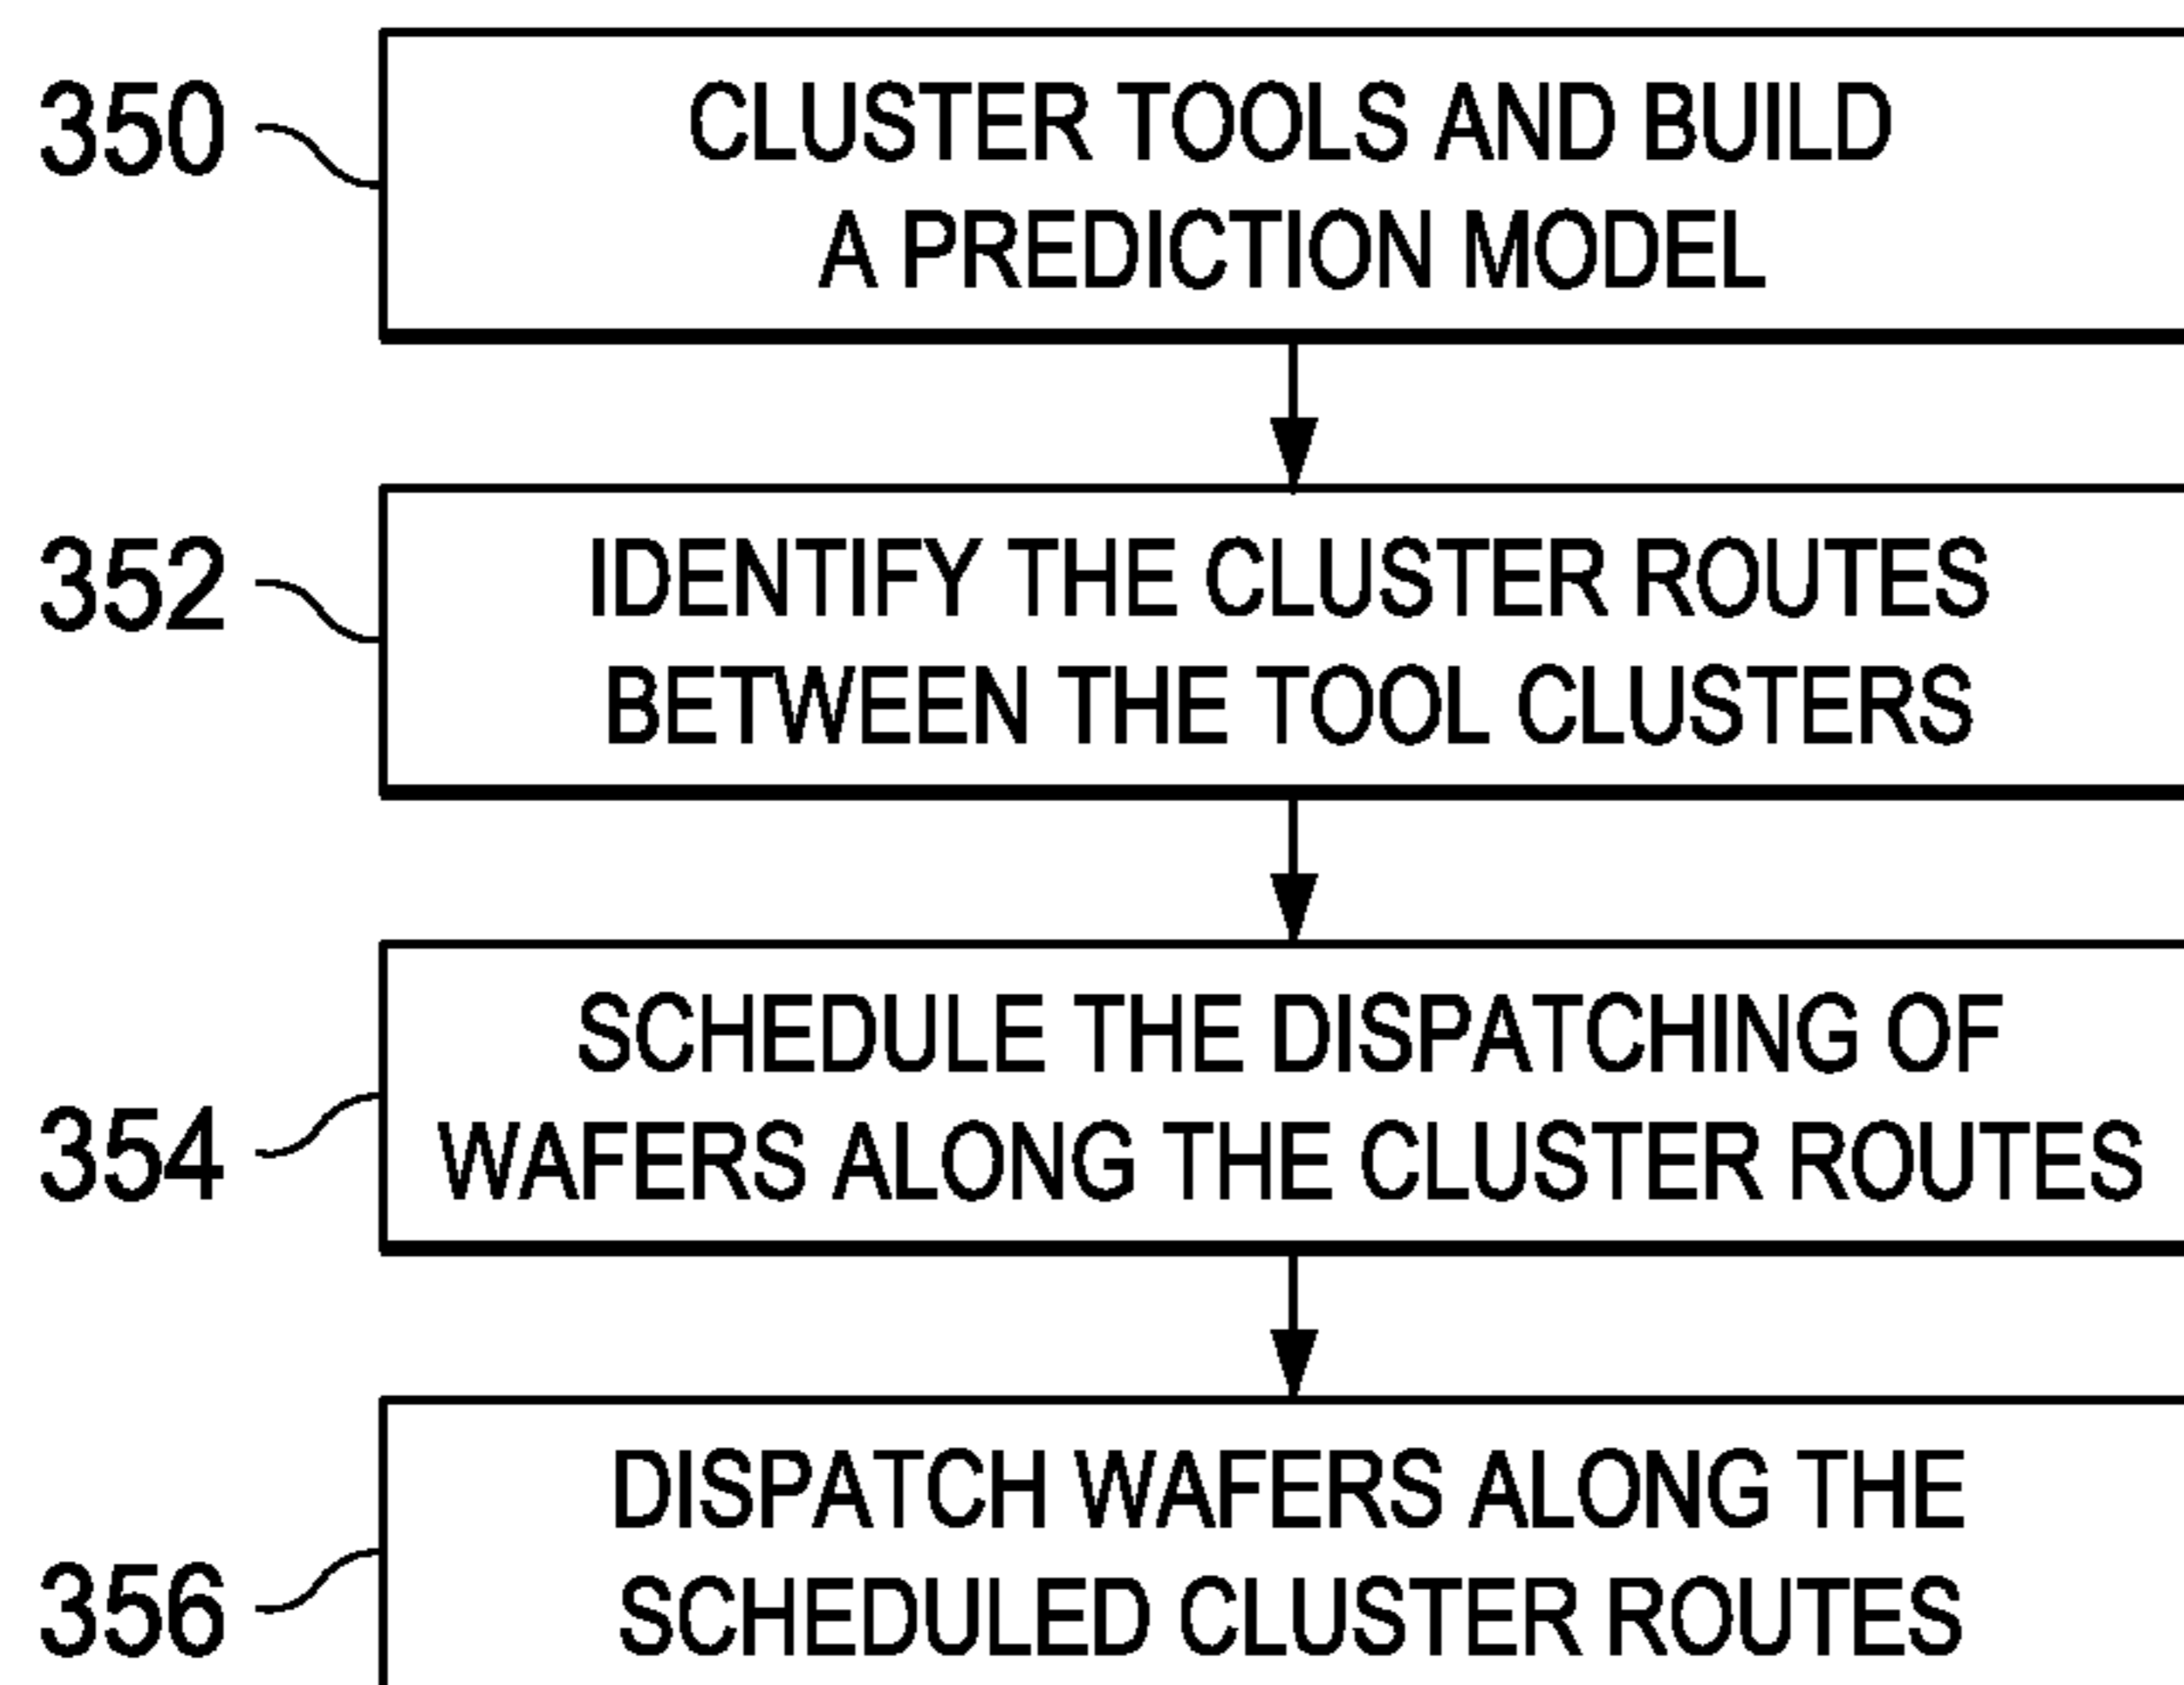 350
CLUSTER TOOLS AND BUILD
A PREDICTION MODEL
352
IDENTIFY THE CLUSTER ROUTES
BETWEEN THE TOOL CLUSTERS
354
SCHEDULE THE DISPATCHING OF
WAFERS ALONG THE CLUSTER ROUTES
356
DISPATCH WAFERS ALONG THE
SCHEDULED CLUSTER ROUTES